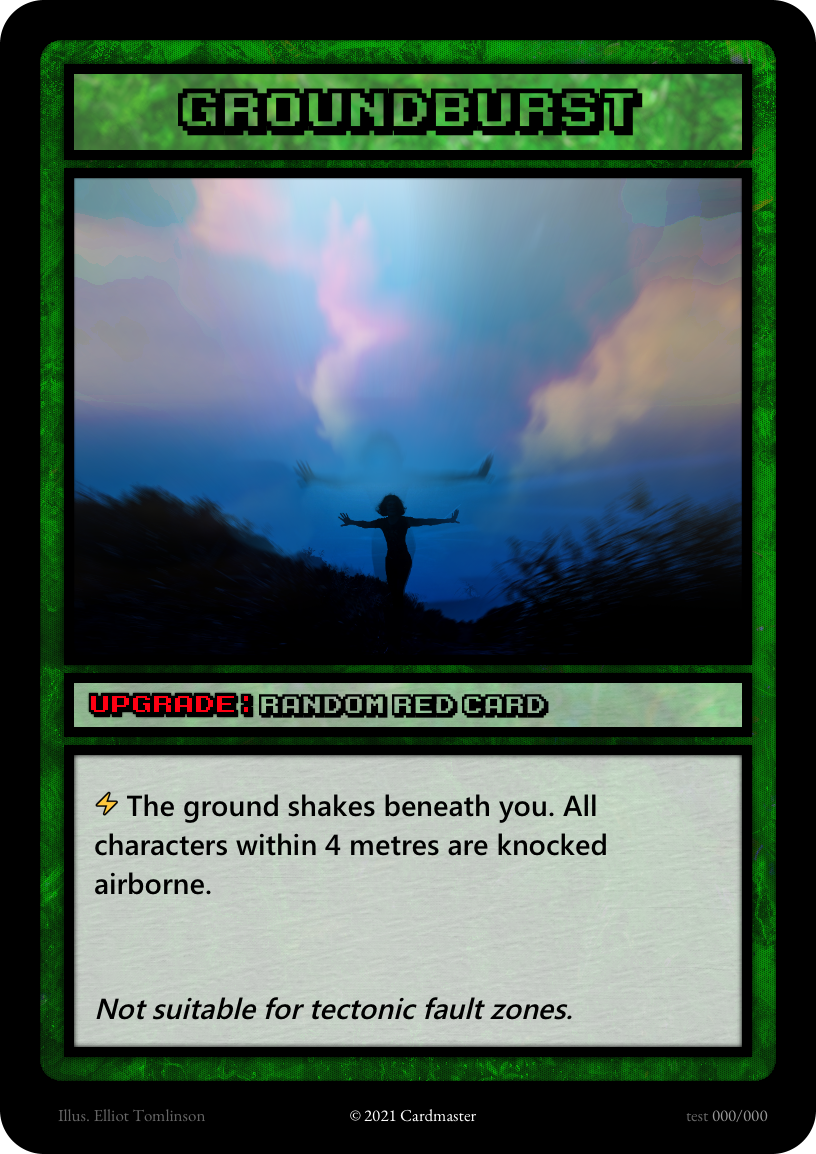 GROUNDBURST
UPGRADE: RANDOM RED CARD
⚡ The ground shakes beneath you. All
characters within 4 metres are knocked
airborne.
Not suitable for tectonic fault zones.
Illus. Elliot Tomlinson © 2021 Cardmaster test 000/000